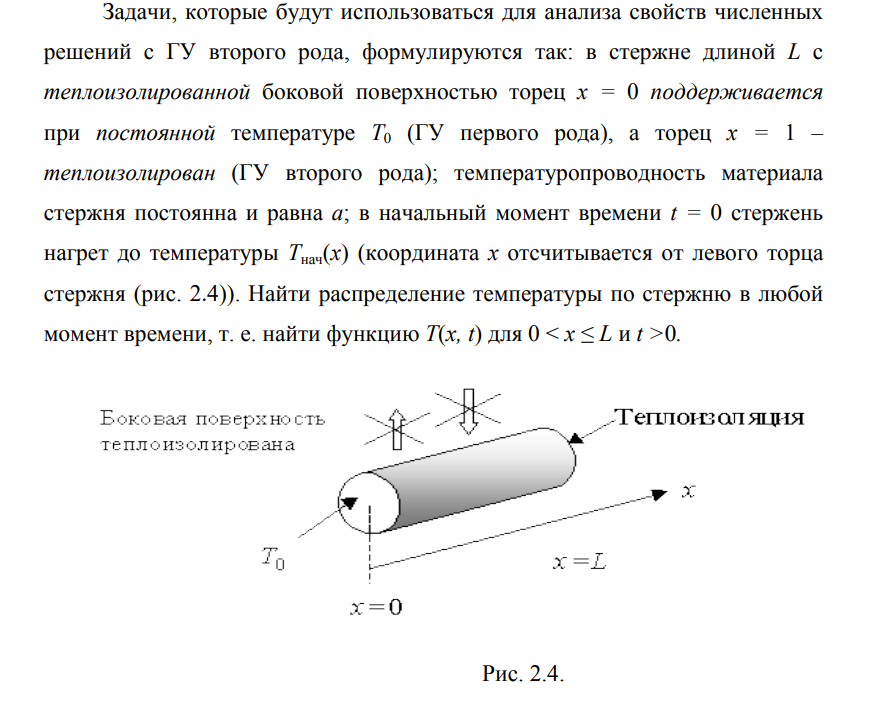 Задачи, которые будут использоваться для анализа свойств численных
решений с ГУ второго рода, формулируются так: в стержне длиной L с
теплоизолированной боковой поверхностью торец x = 0 поддерживается
при постоянной температуре T₀ (ГУ первого рода), а торец x = 1 –
теплоизолирован (ГУ второго рода); температуропроводность материала
стержня постоянна и равна a; в начальный момент времени t = 0 стержень
нагрет до температуры Tнач(x) (координата x отсчитывается от левого торца
стержня (рис. 2.4)). Найти распределение температуры по стержню в любой
момент времени, т. е. найти функцию T(x, t) для 0 < x ≤ L и t >0.
Боковая поверхность
теплоизолирована
Теплоизоляция
x
T₀
x = L
x = 0
Рис. 2.4.